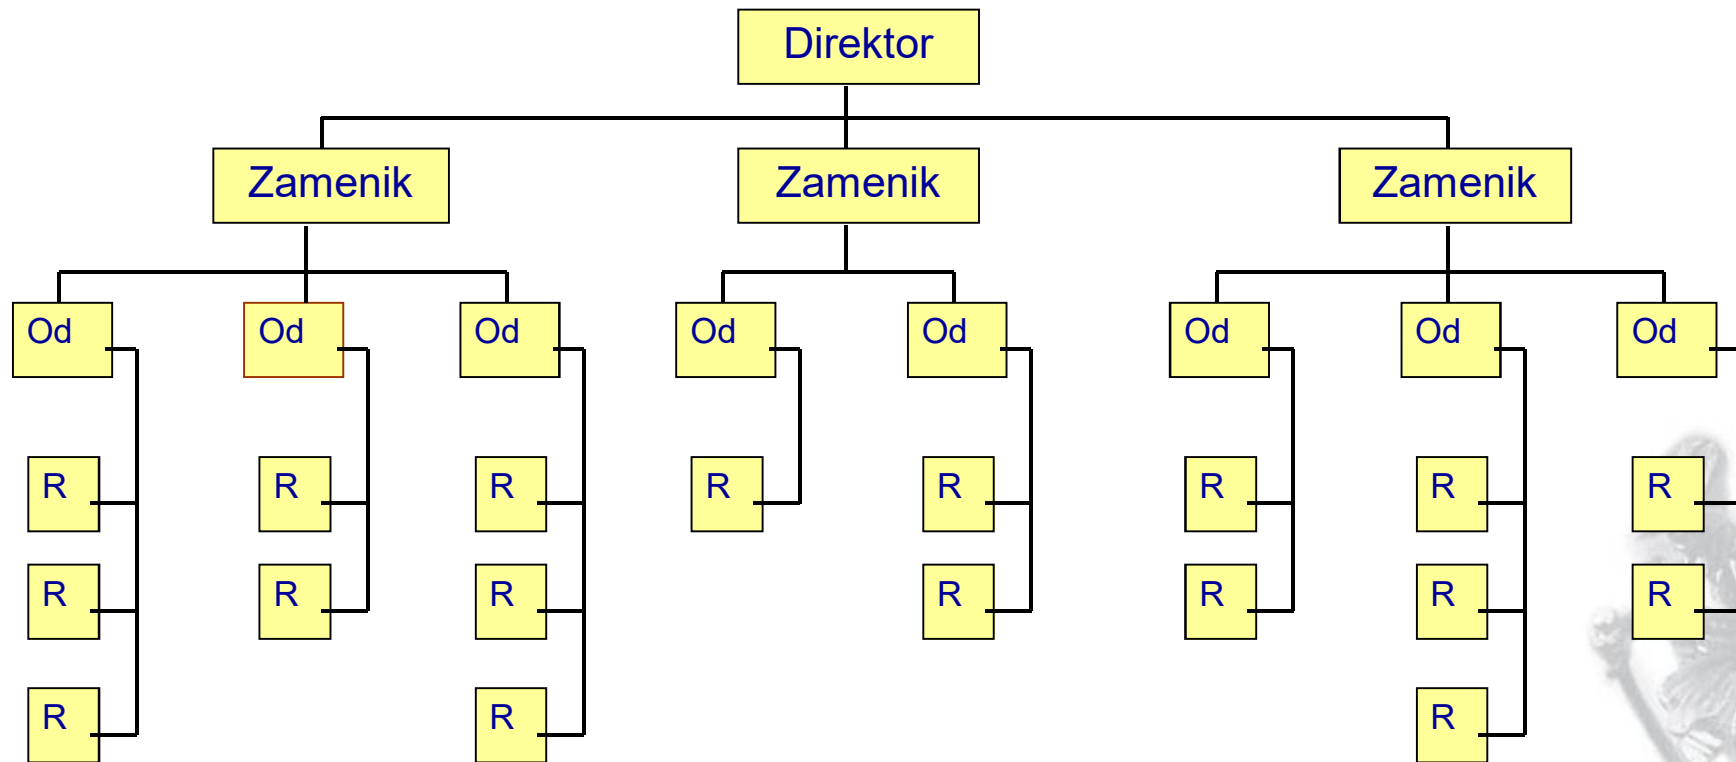 Direktor
Zamenik Zamenik Zamenik
Od Od Od Od Od Od Od Od
R R R R R R R R
R R R R R R R
R R R